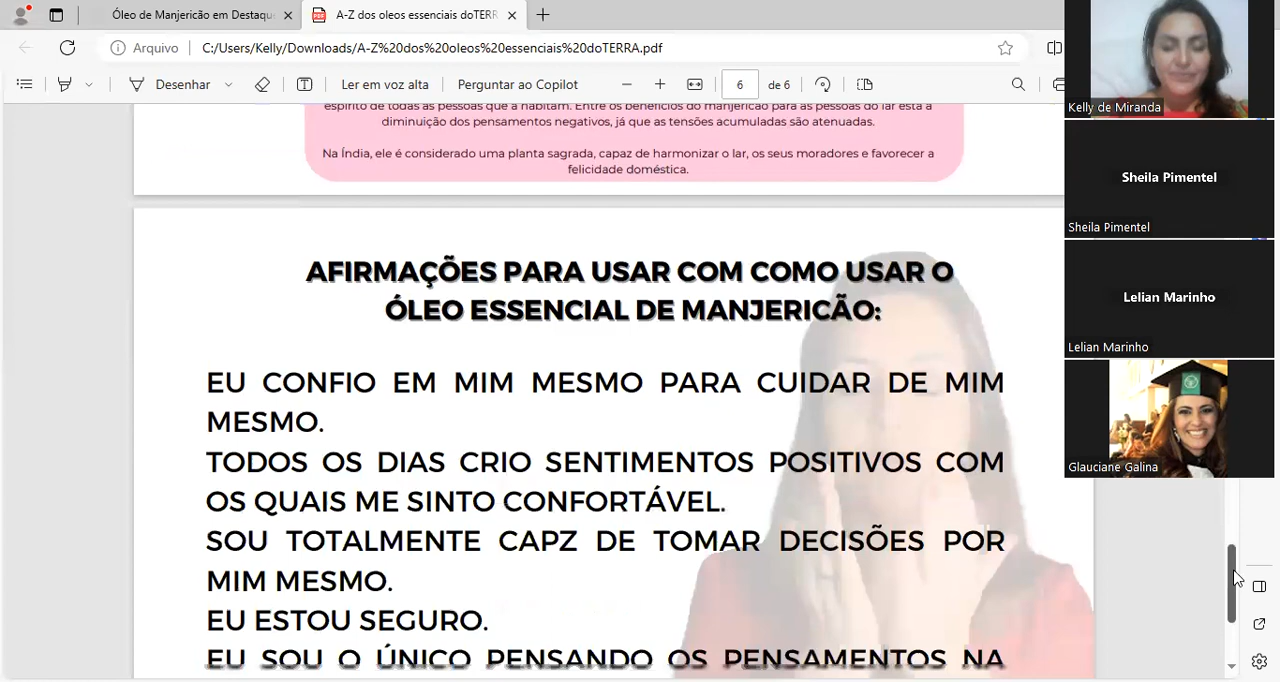 Óleo de Manjericão em Destaque
A-Z dos oleos essenciais doTERR
Arquivo
C:/Users/Kelly/Downloads/A-Z%20dos%20oleos%20essenciais%20doTERRA.pdf
Desenhar
Ler em voz alta
Perguntar ao Copilot
6
de 6
espírito de todas as pessoas que a habitam. Entre os benefícios do manjericão para as pessoas do lar está a
diminuição dos pensamentos negativos, já que as tensões acumuladas são atenuadas.
Na Índia, ele é considerado uma planta sagrada, capaz de harmonizar o lar, os seus moradores e favorecer a
felicidade doméstica.
AFIRMAÇÕES PARA USAR COM COMO USAR O
ÓLEO ESSENCIAL DE MANJERICÃO:
EU CONFIO EM MIM MESMO PARA CUIDAR DE MIM
MESMO.
TODOS OS DIAS CRIO SENTIMENTOS POSITIVOS COM
OS QUAIS ME SINTO CONFORTÁVEL.
SOU TOTALMENTE CAPZ DE TOMAR DECISÕES POR
MIM MESMO.
EU ESTOU SEGURO.
EU SOU O ÚNICO PENSANDO OS PENSAMENTOS NA
Kelly de Miranda
Sheila Pimentel
Sheila Pimentel
Lelian Marinho
Lelian Marinho
Glauciane Galina